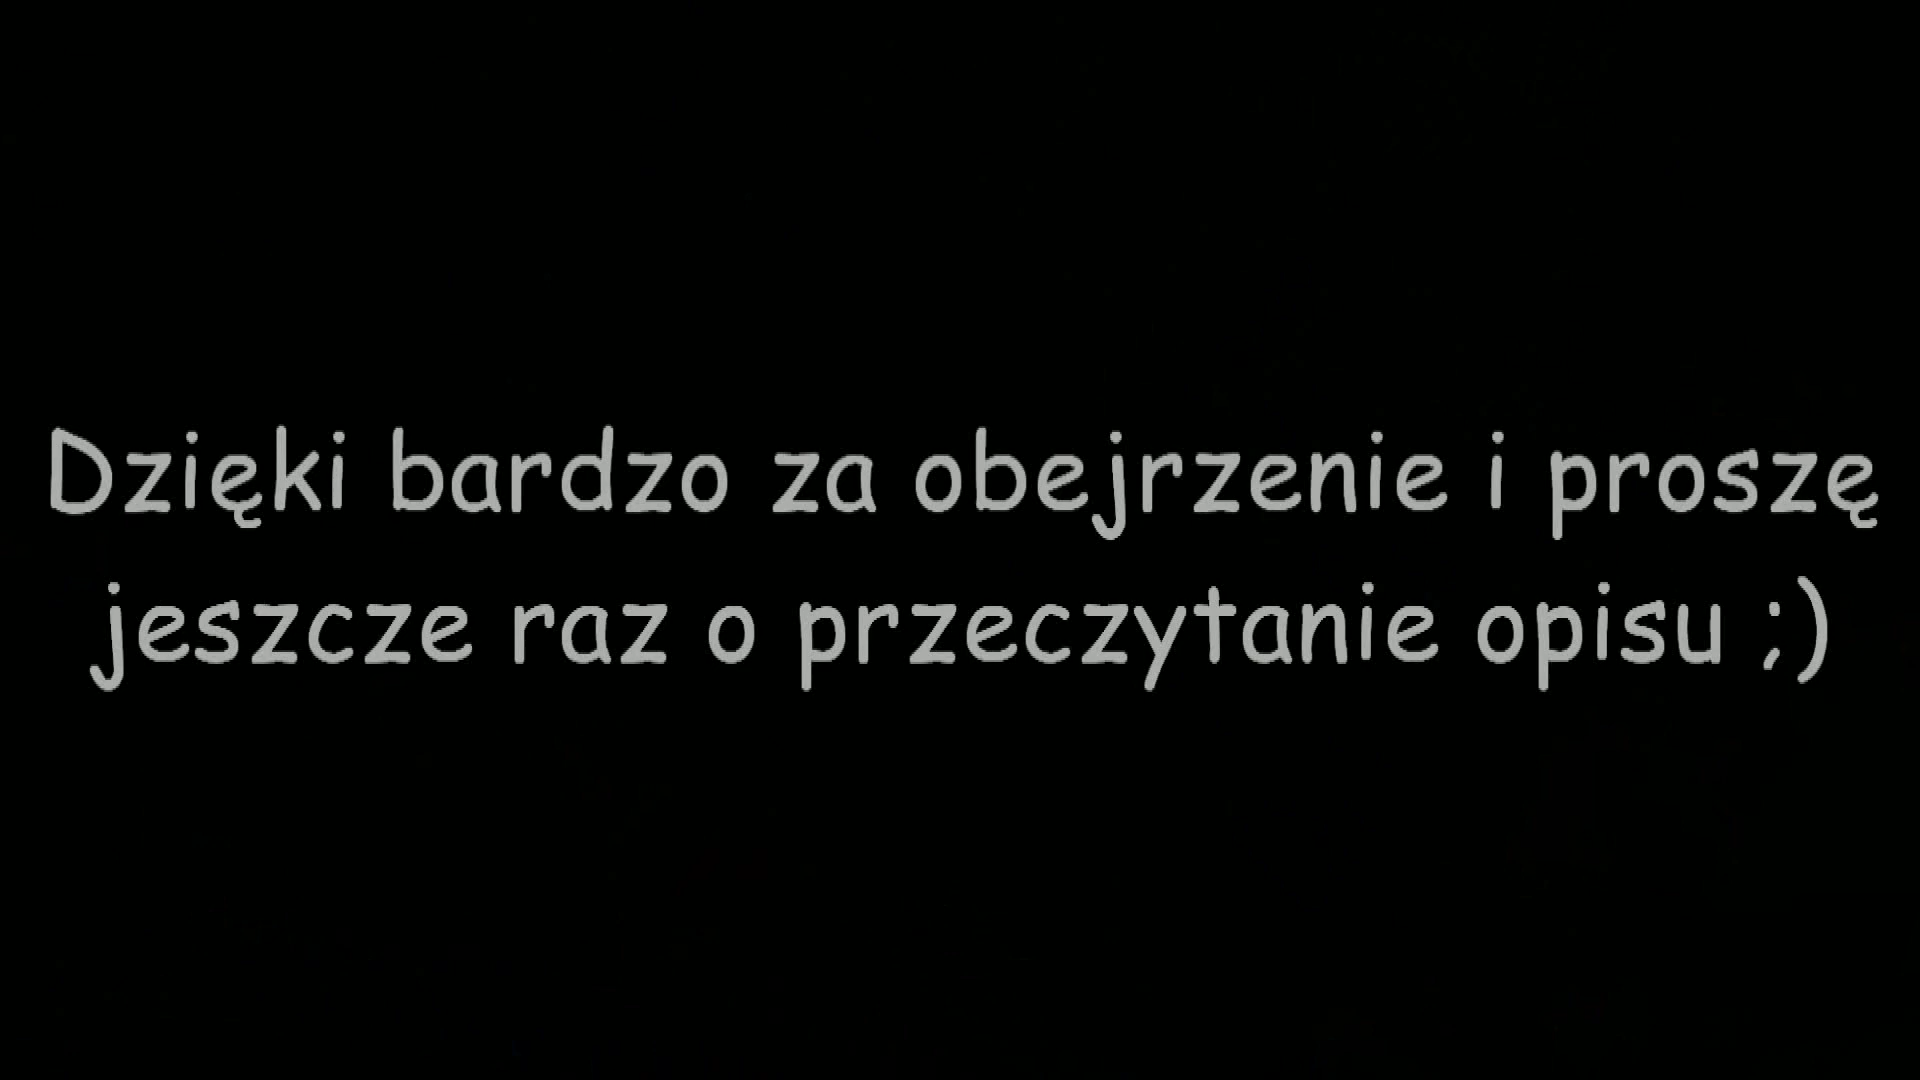 Dzięki bardzo za obejrzenie i proszę
jeszcze raz o przeczytanie opisu ;)